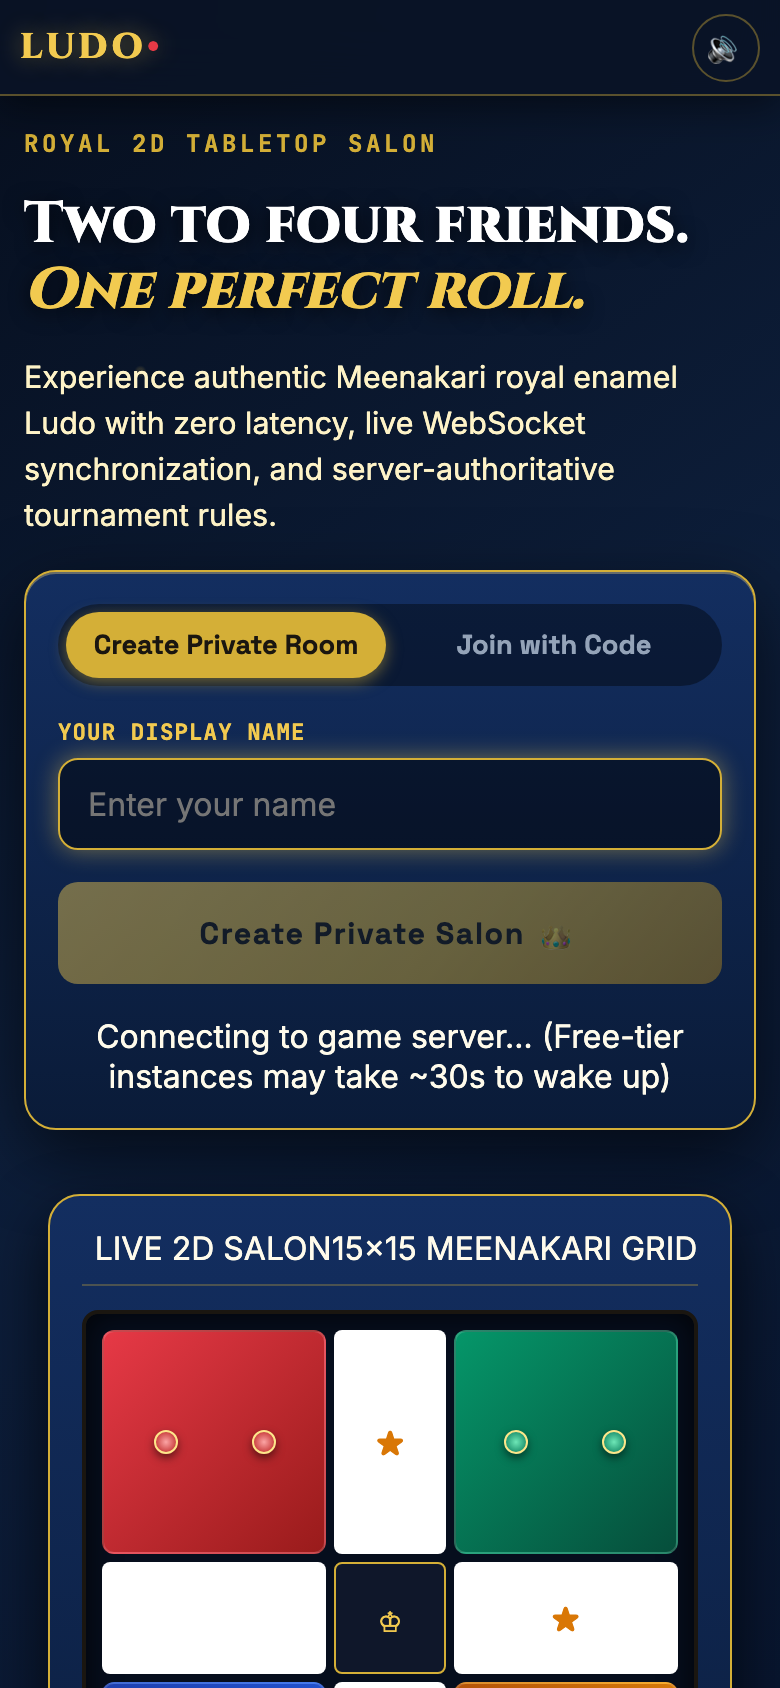 LUDO
ROYAL 2D TABLETOP SALON
Two to four friends.
One perfect roll.
Experience authentic Meenakari royal enamel
Ludo with zero latency, live WebSocket
synchronization, and server-authoritative
tournament rules.
Create Private Room
Join with Code
YOUR DISPLAY NAME
Enter your name
Create Private Salon
Connecting to game server... (Free-tier
instances may take ~30s to wake up)
LIVE 2D SALON15×15 MEENAKARI GRID